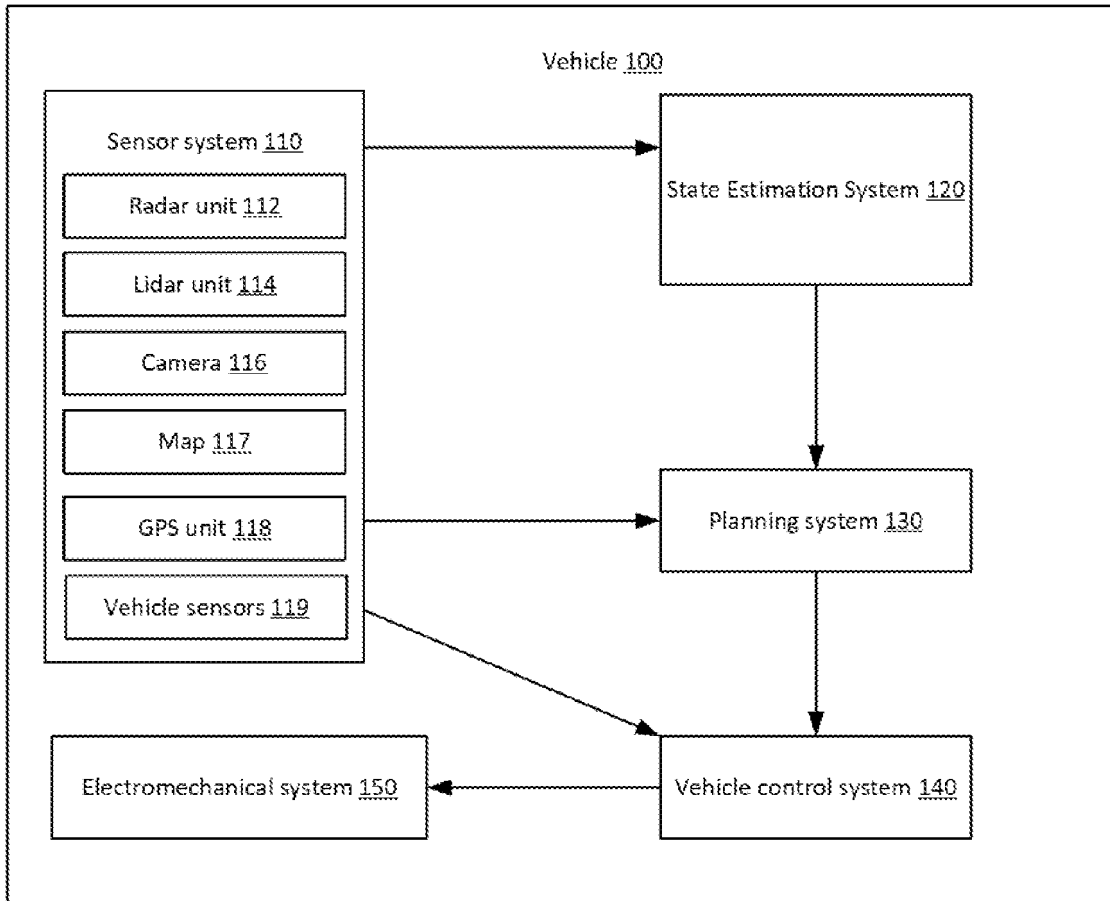 Vehicle 100
Sensor system 110
Radar unit 112
Lidar unit 114
Camera 116
Map 117
GPS unit 118
Vehicle sensors 119
State Estimation System 120
Planning system 130
Vehicle control system 140
Electromechanical system 150